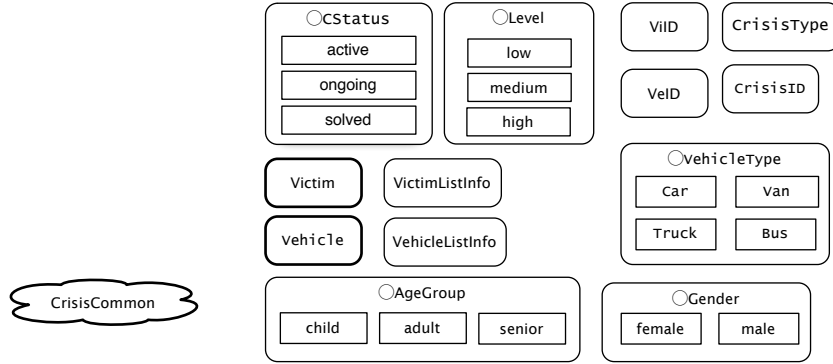 CStatus
active
ongoing
solved
Level
low
medium
high
ViID
CrisisType
VeID
CrisisID
Victim
VictimListInfo
Vehicle
VehicleListInfo
VehicleType
Car
Van
Truck
Bus
CrisisCommon
AgeGroup
child
adult
senior
Gender
female
male